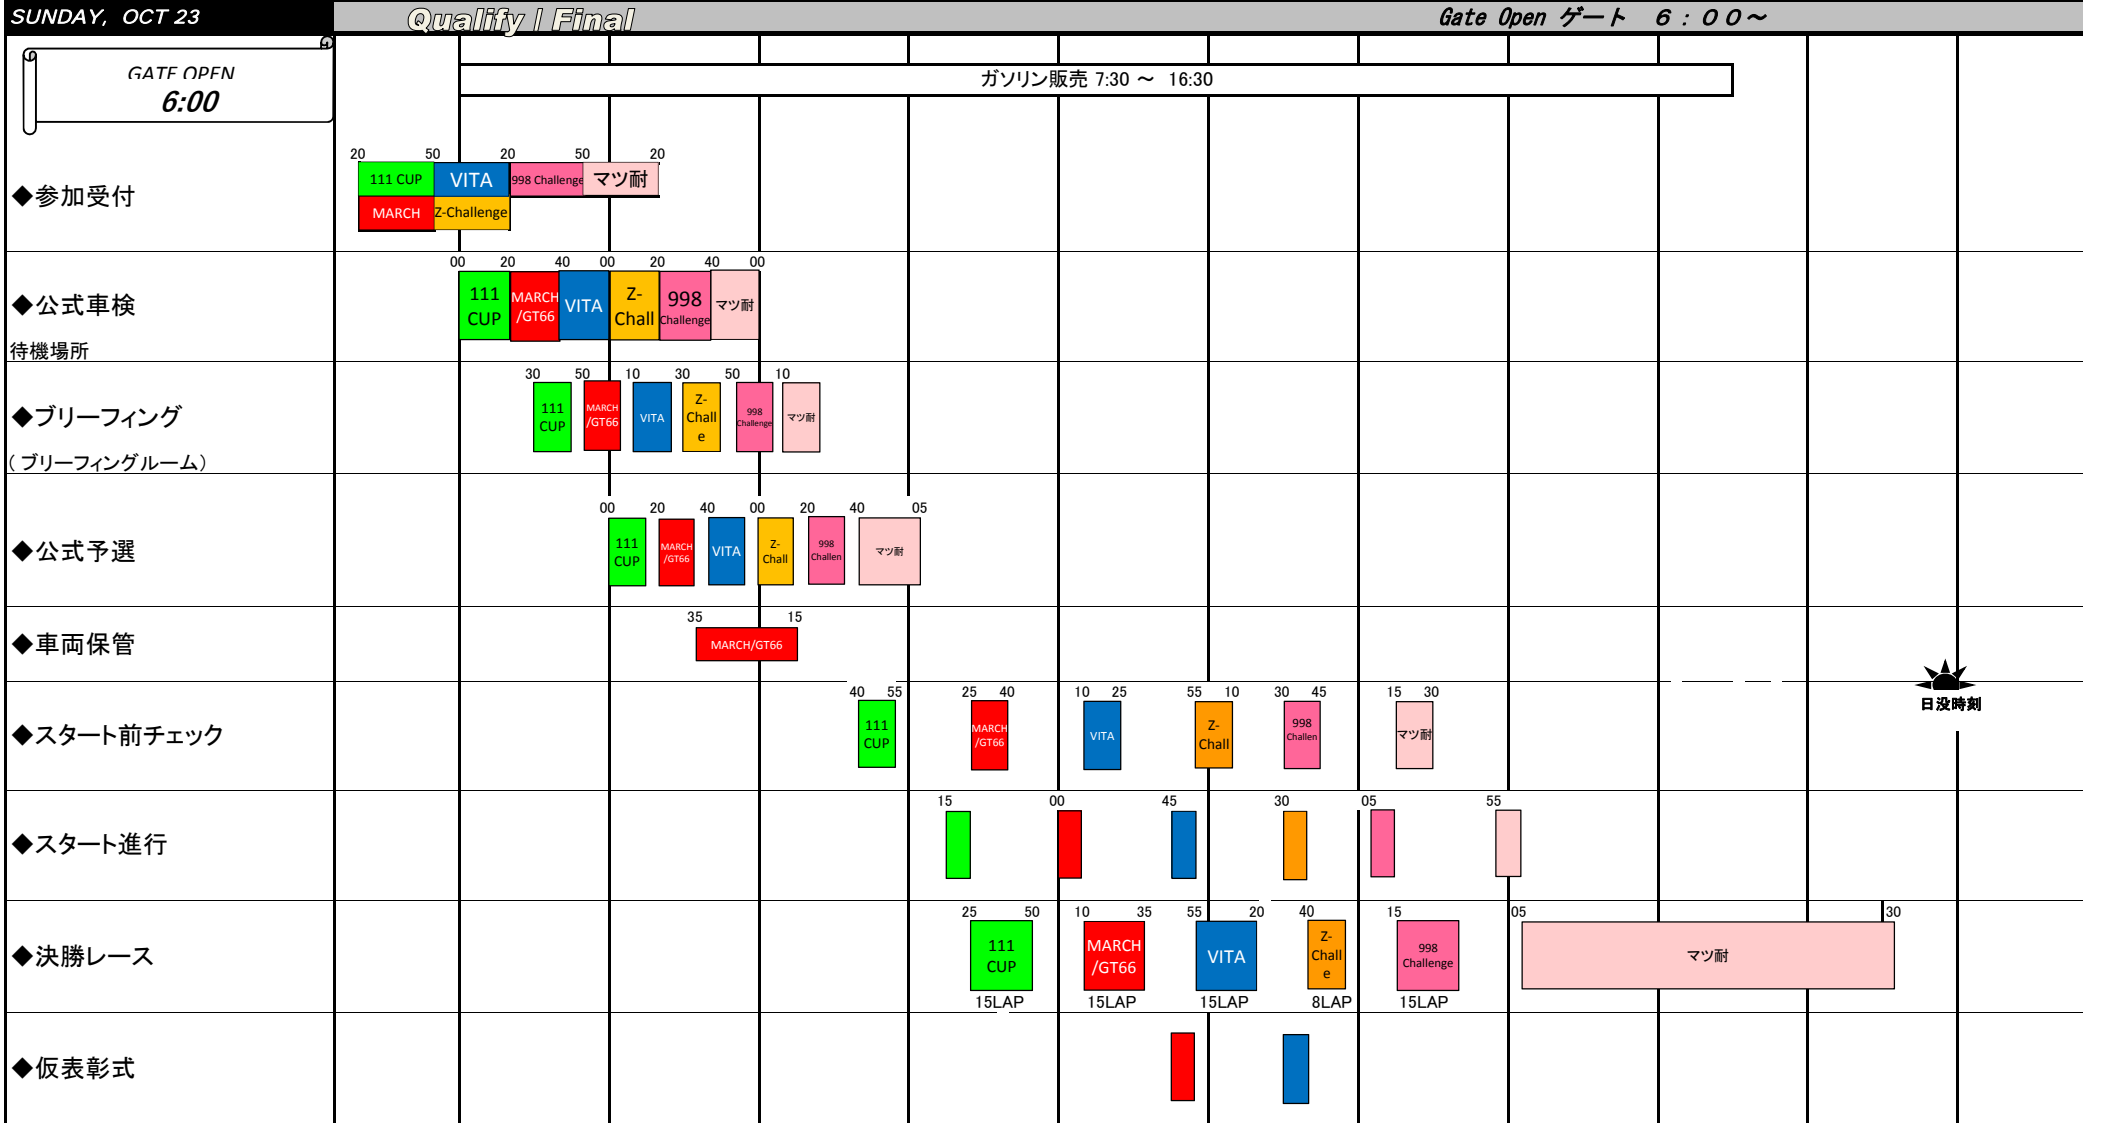 SUNDAY, OCT 23
Qualify / Final
Gate Open ゲート 6:00～
GATE OPEN
6:00
ガソリン販売 7:30 ～ 16:30
20 50 20 50 20
◆参加受付
111 CUP VITA 998 Challenge マツ耐
MARCH Z-Challenge
00 20 40 00 20 40 00
◆公式車検
111 CUP
MARCH /GT66
VITA
Z- Chall
998 Challenge
マツ耐
待機場所
30 50 10 30 50 10
◆ブリーフィング
111 CUP
MARCH /GT66
VITA
Z- Chall e
998 Challenge
マツ耐
(ブリーフィングルーム)
00 20 40 00 20 40 05
◆公式予選
111 CUP
MARCH /GT66
VITA
Z- Chall
998 Challen
マツ耐
35 15
◆車両保管
MARCH/GT66
日没時刻
40 55 25 40 10 25 55 10 30 45 15 30
◆スタート前チェック
111 CUP
MARCH /GT66
VITA
Z- Chall
998 Challen
マツ耐
15 00 45 30 05 55
◆スタート進行
25 50 10 35 55 20 40 15 05 30
◆決勝レース
111 CUP
MARCH /GT66
VITA
Z- Chall e
998 Challenge
マツ耐
15LAP 15LAP 15LAP 8LAP 15LAP
◆仮表彰式